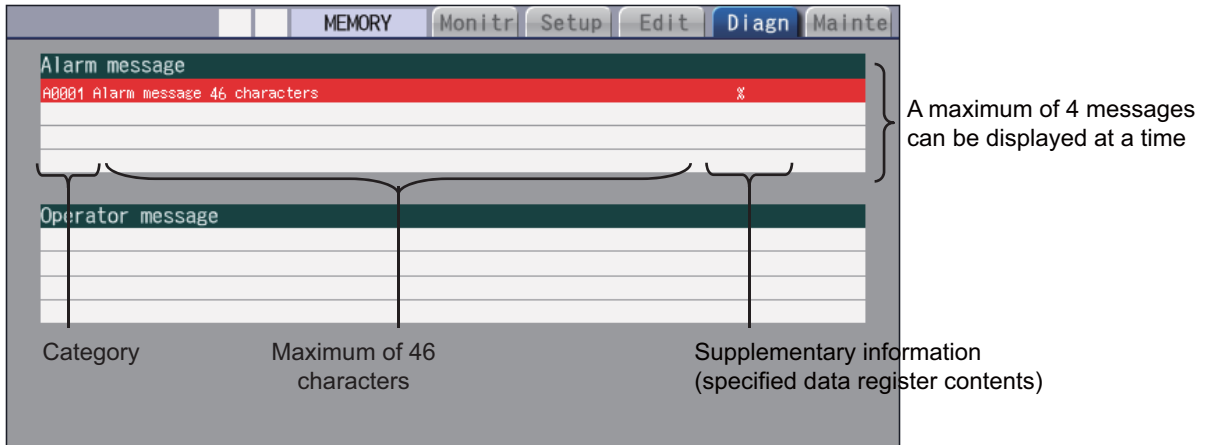 MEMORY Monitr Setup Edit Diagn Mainte
Alarm message
A0001 Alarm message 46 characters %
A maximum of 4 messages
can be displayed at a time
Operator message
Category
Maximum of 46
characters
Supplementary information
(specified data register contents)